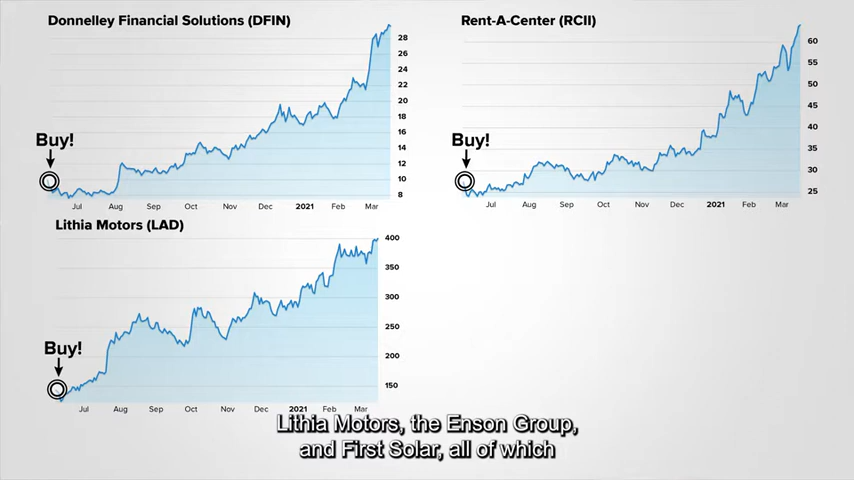 Donnelley Financial Solutions (DFIN)
28
26
24
22
20
18
16
14
12
10
8
Buy!
Jul Aug Sep Oct Nov Dec 2021 Feb Mar
Rent-A-Center (RCII)
60
55
50
45
40
35
30
25
Buy!
Jul Aug Sep Oct Nov Dec 2021 Feb Mar
Lithia Motors (LAD)
400
350
300
250
200
150
Buy!
Jul Aug Sep Oct Nov Dec 2021 Feb Mar
Lithia Motors, the Enson Group,
and First Solar, all of which